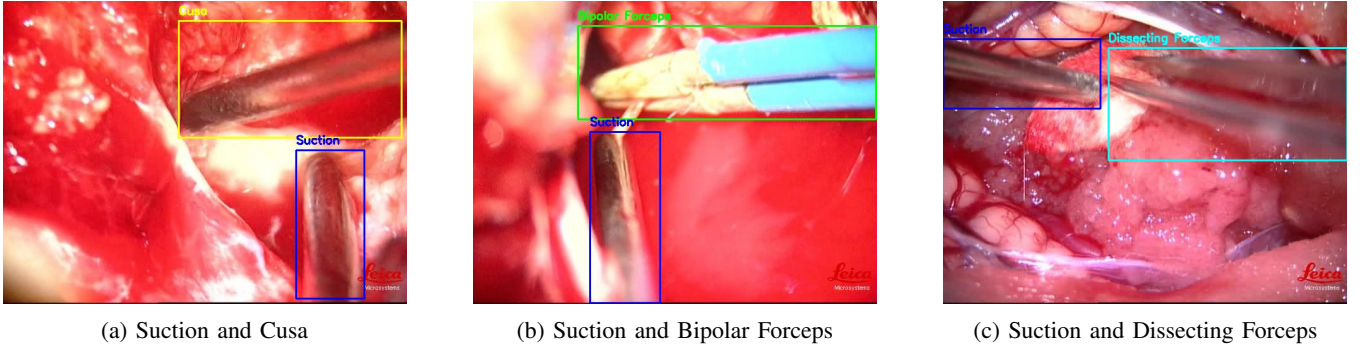 Cusa
Suction
Leica
Microsystems
Bipolar Forceps
Suction
Leica
Microsystems
Suction
Dissecting Forceps
Leica
Microsystems
(a) Suction and Cusa
(b) Suction and Bipolar Forceps
(c) Suction and Dissecting Forceps